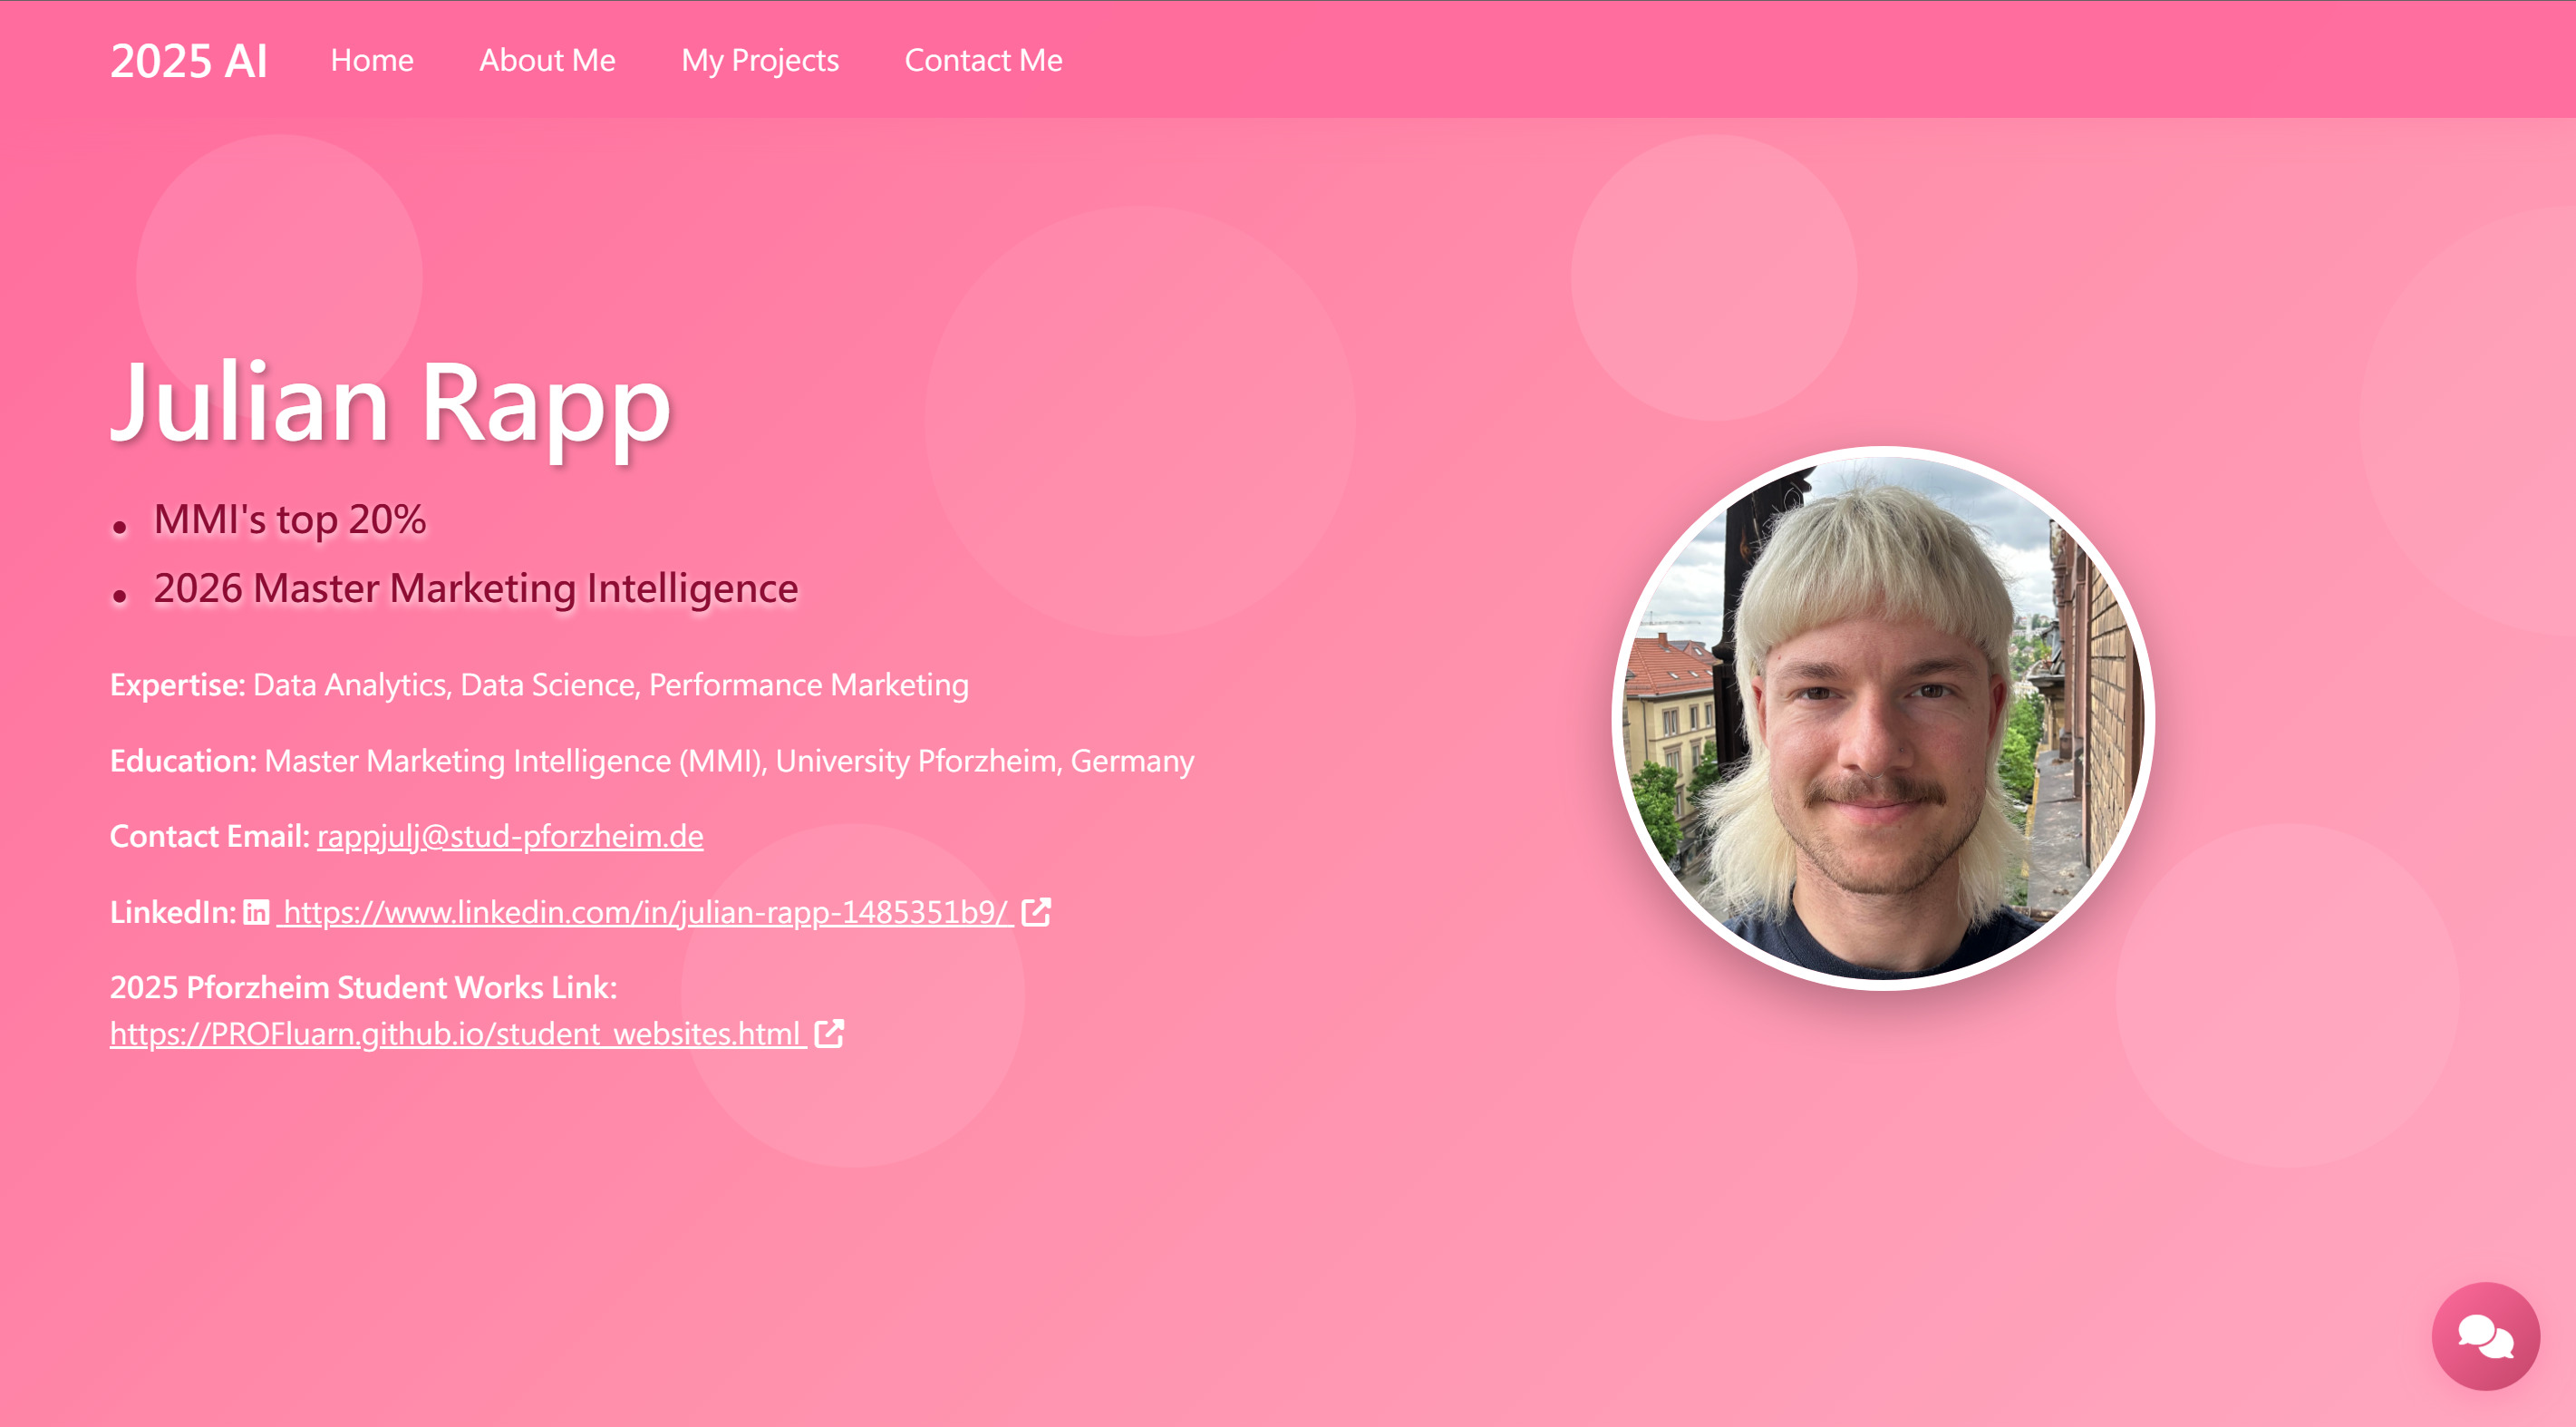 2025 AI Home About Me My Projects Contact Me
Julian Rapp
• MMI's top 20%
• 2026 Master Marketing Intelligence
Expertise: Data Analytics, Data Science, Performance Marketing
Education: Master Marketing Intelligence (MMI), University Pforzheim, Germany
Contact Email: rappjulj@stud-pforzheim.de
LinkedIn: in https://www.linkedin.com/in/julian-rapp-1485351b9/
2025 Pforzheim Student Works Link:
https://PROFluarn.github.io/student_websites.html